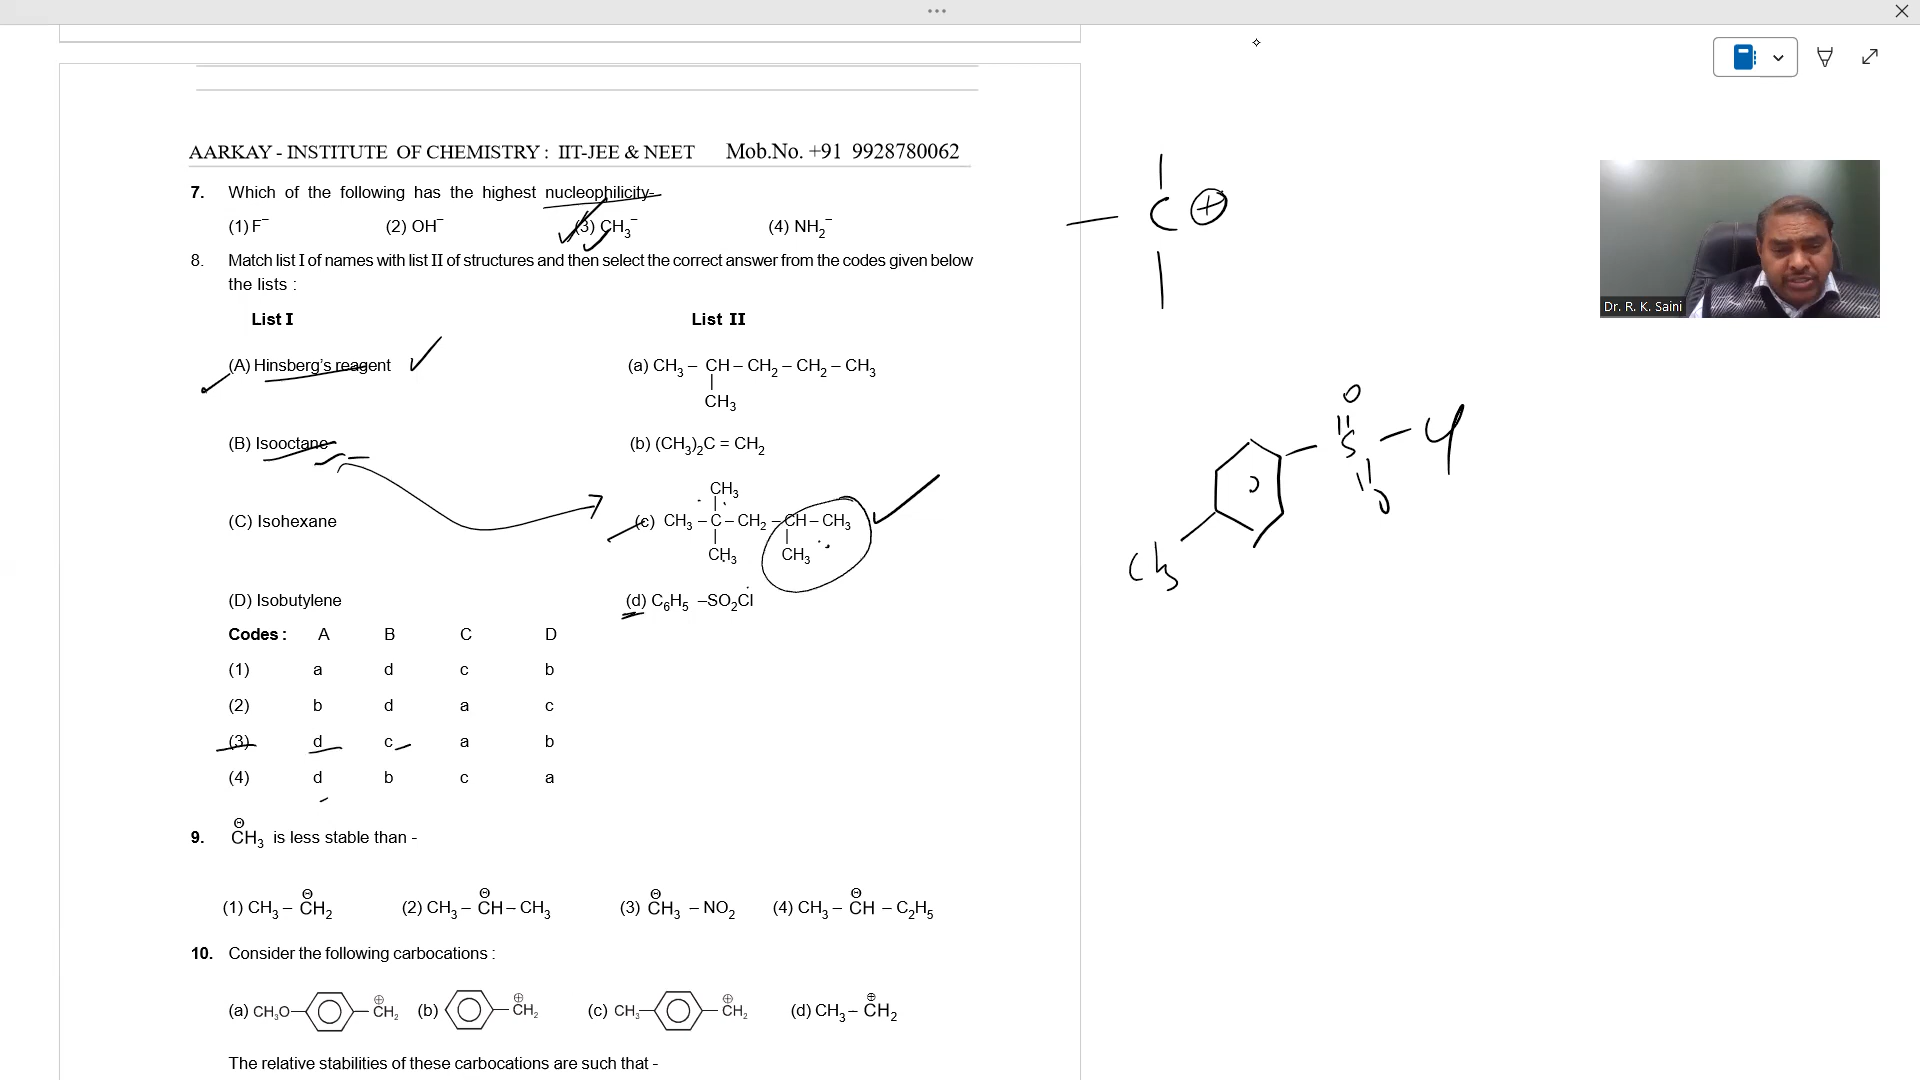 AARKAY - INSTITUTE OF CHEMISTRY : IIT-JEE & NEET Mob.No. +91 9928780062
7. Which of the following has the highest nucleophilicity-
(1) F⁻ (2) OH⁻ (3) CH₃⁻ (4) NH₂⁻
8. Match list I of names with list II of structures and then select the correct answer from the codes given below
the lists :
List I List II
(A) Hinsberg's reagent (a) CH₃ – CH – CH₂ – CH₂ – CH₃
CH₃
(B) Isooctane (b) (CH₃)₂C = CH₂
CH₃
(C) Isohexane (c) CH₃ – C – CH₂ – CH – CH₃
CH₃ CH₃
(D) Isobutylene (d) C₆H₅ –SO₂Cl
Codes : A B C D
(1) a d c b
(2) b d a c
(3) d c a b
(4) d b c a
9. CH₃ is less stable than -
⊖
(1) CH₃ – CH₂ (2) CH₃ – CH – CH₃ (3) CH₃ – NO₂ (4) CH₃ – CH – C₂H₅
⊖ ⊖ ⊖ ⊖
10. Consider the following carbocations :
(a) CH₃O– –CH₂ (b) –CH₂ (c) CH₃– –CH₂ (d) CH₃ – CH₂
⊕ ⊕ ⊕ ⊕
The relative stabilities of these carbocations are such that -
– C ⊕
O
S – Cl
O
CH₃
Dr. R. K. Saini